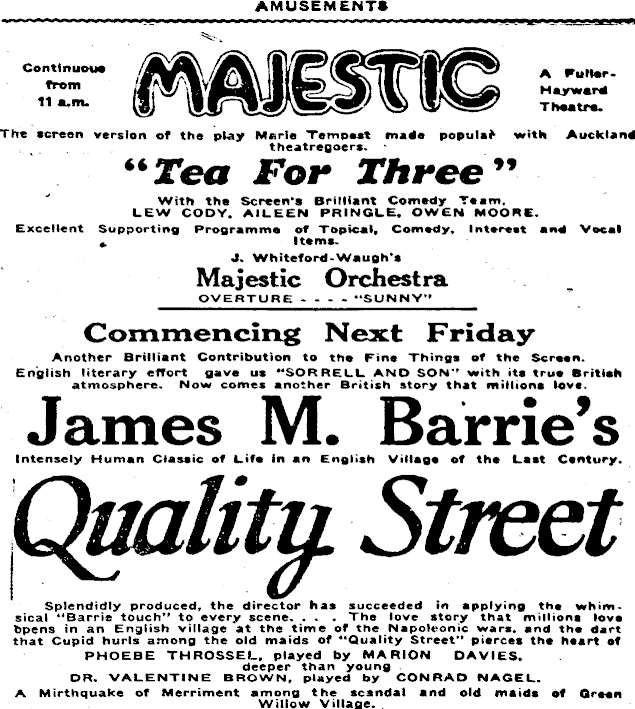 AMUSEMENTS
Continuous
from
11 a.m.
MAJESTIC
A Fuller-
Hayward
Theatre.
The screen version of the play Marie Tempest made popular with Auckland
theatregoers.
"Tea For Three"
With the Screen's Brilliant Comedy Team,
LEW CODY, AILEEN PRINGLE, OWEN MOORE.
Excellent Supporting Programme of Topical, Comedy, Interest and Vocal
Items.
J. Whiteford-Waugh's
Majestic Orchestra
OVERTURE - - - - "SUNNY"
Commencing Next Friday
Another Brilliant Contribution to the Fine Things of the Screen.
English literary effort gave us "SORRELL AND SON" with its true British
atmosphere. Now comes another British story that millions love.
James M. Barrie's
Intensely Human Classic of Life in an English Village of the Last Century.
Quality Street
Splendidly produced, the director has succeeded in applying the whim-
sical "Barrie touch" to every scene. . . . The love story that millions love
opens in an English village at the time of the Napoleonic wars, and the dart
that Cupid hurls among the old maids of "Quality Street" pierces the heart of
PHOEBE THROSSEL, played by MARION DAVIES,
deeper than young
DR. VALENTINE BROWN, played by CONRAD NAGEL.
A Mirthquake of Merriment among the scandal and old maids of Green
Willow Village.